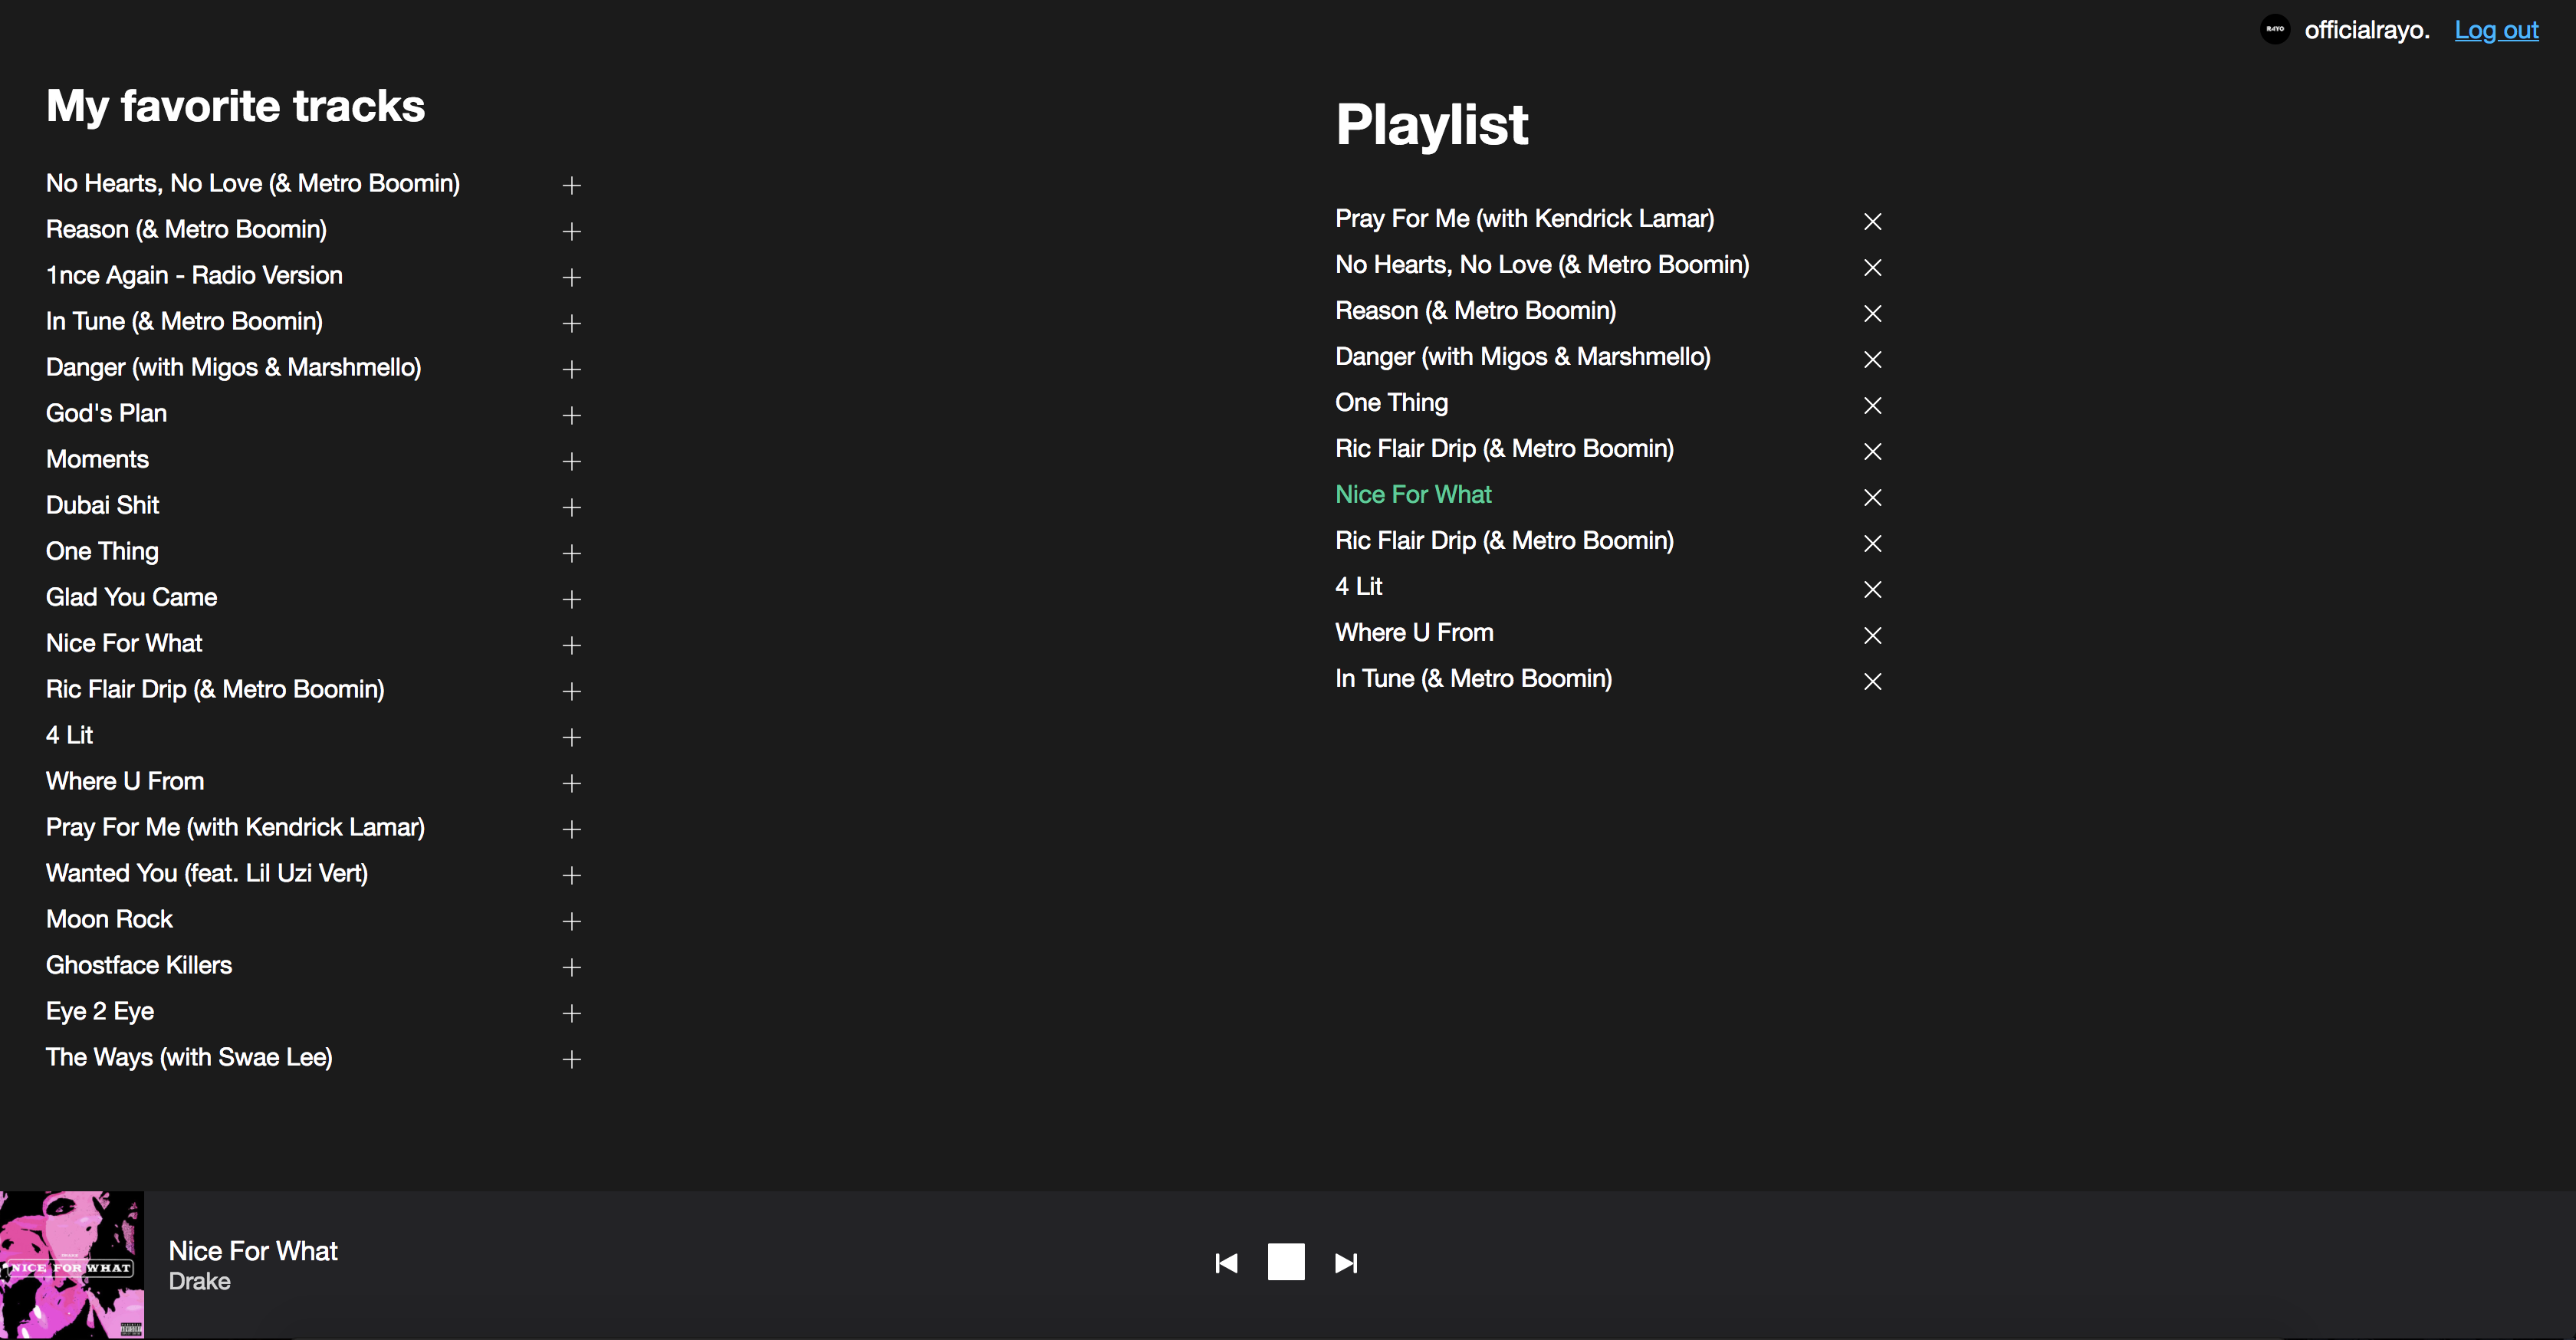 RAYO officialrayo. Log out
My favorite tracks
No Hearts, No Love (& Metro Boomin)
Reason (& Metro Boomin)
1nce Again - Radio Version
In Tune (& Metro Boomin)
Danger (with Migos & Marshmello)
God's Plan
Moments
Dubai Shit
One Thing
Glad You Came
Nice For What
Ric Flair Drip (& Metro Boomin)
4 Lit
Where U From
Pray For Me (with Kendrick Lamar)
Wanted You (feat. Lil Uzi Vert)
Moon Rock
Ghostface Killers
Eye 2 Eye
The Ways (with Swae Lee)
Playlist
Pray For Me (with Kendrick Lamar)
No Hearts, No Love (& Metro Boomin)
Reason (& Metro Boomin)
Danger (with Migos & Marshmello)
One Thing
Ric Flair Drip (& Metro Boomin)
Nice For What
Ric Flair Drip (& Metro Boomin)
4 Lit
Where U From
In Tune (& Metro Boomin)
NICE FOR WHAT
Nice For What
Drake